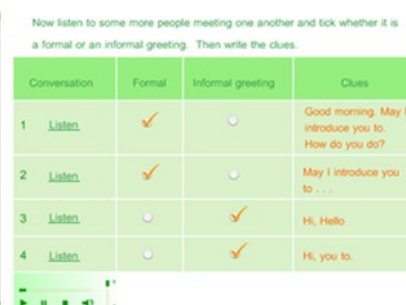 Now listen to some more people meeting one another and tick whether it is
a formal or an informal greeting. Then write the clues.
Conversation Formal Informal greeting Clues
1 Listen Good morning. May I
introduce you to.
How do you do?
2 Listen May I introduce you
to . . .
3 Listen Hi, Hello
4 Listen Hi, you to.